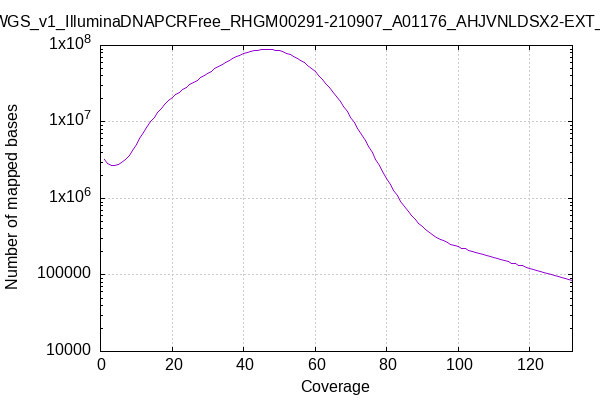 WGS_v1_IlluminaDNAPCRFree_RHGM00291-210907_A01176_AHJVNLDSX2-EXT_
1x10^8
1x10^7
1x10^6
100000
10000
Number of mapped bases
0 20 40 60 80 100 120
Coverage